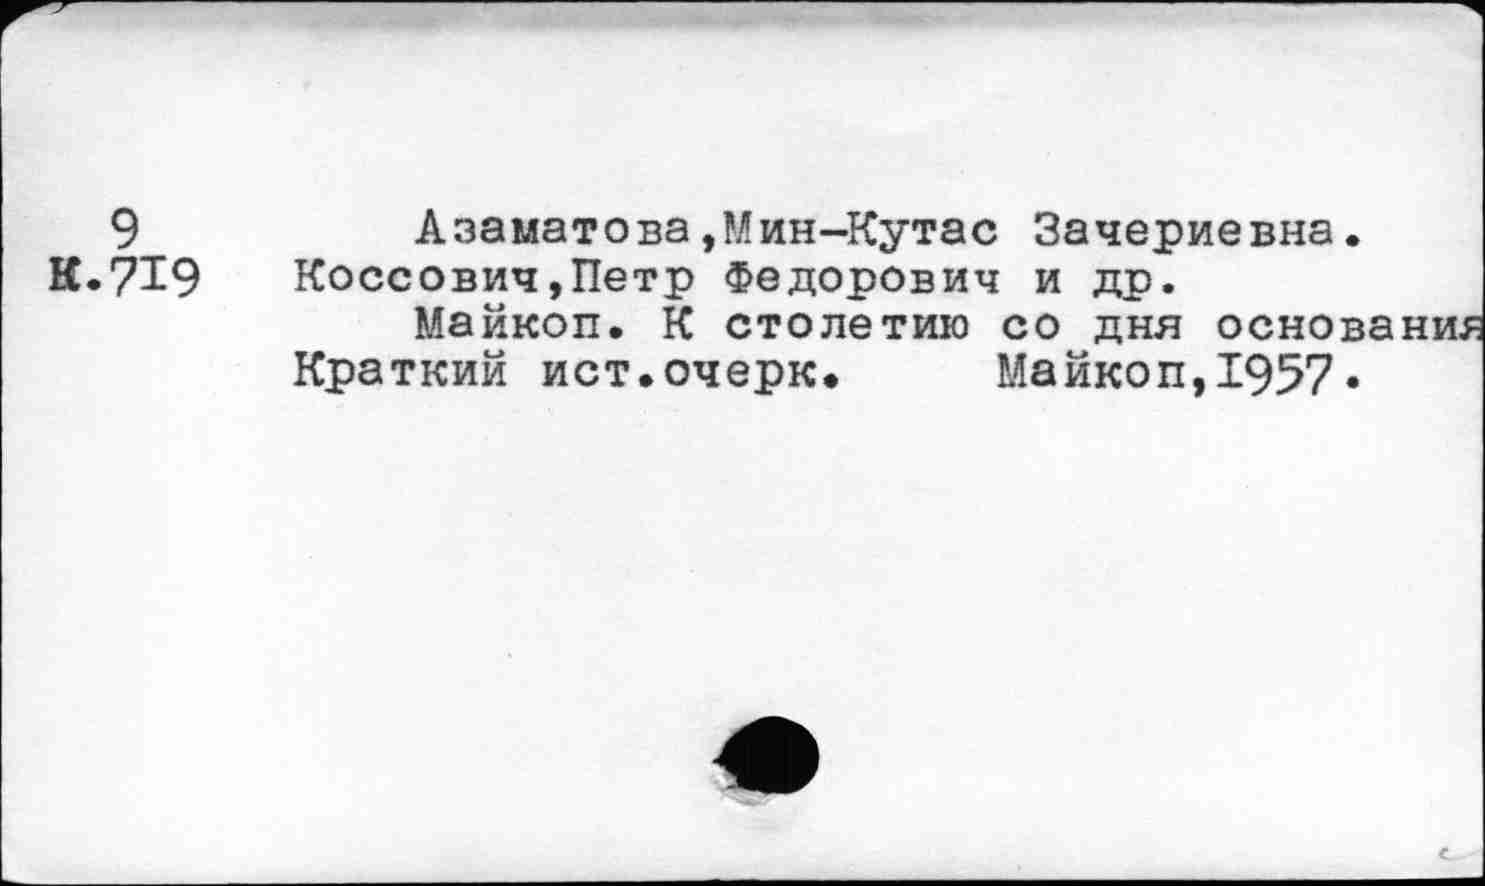 9 Азаматова,Мин-Кутас Зачериевна.
К.719 Коссович,Петр Федорович и др.
Майкоп. К столетию со дня основания
Краткий ист.очерк. Майкоп,1957.